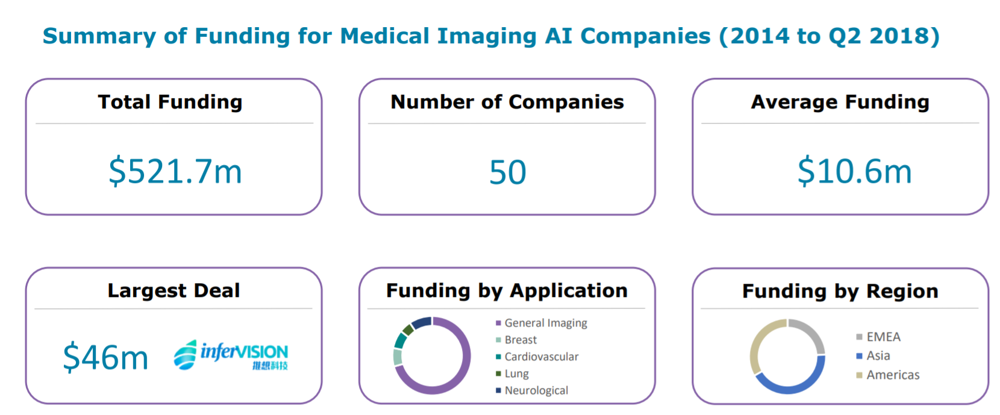 Summary of Funding for Medical Imaging AI Companies (2014 to Q2 2018)
Total Funding
$521.7m
Number of Companies
50
Average Funding
$10.6m
Largest Deal
$46m
inferVISION
推想科技
Funding by Application
General Imaging
Breast
Cardiovascular
Lung
Neurological
Funding by Region
EMEA
Asia
Americas